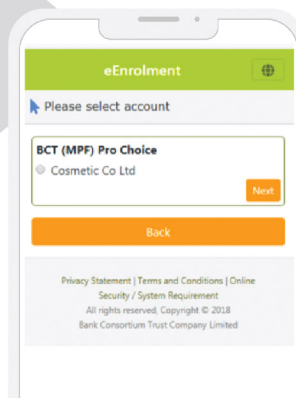 eEnrolment
Please select account
BCT (MPF) Pro Choice
Cosmetic Co Ltd
Next
Back
Privacy Statement | Terms and Conditions | Online
Security / System Requirement
All rights reserved, Copyright © 2018
Bank Consortium Trust Company Limited